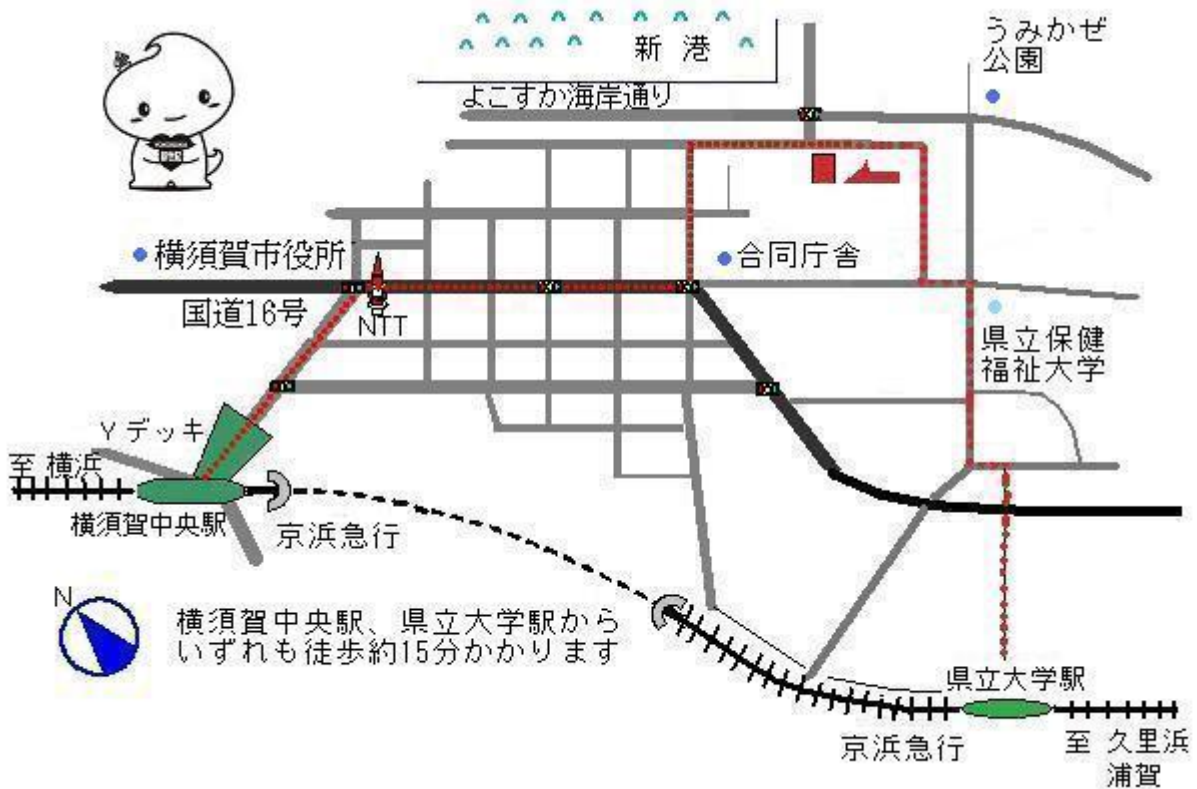 うみかぜ
公園
新 港
よこすか海岸通り
横須賀市役所
合同庁舎
国道16号
NTT
県立保健
福祉大学
Yデッキ
至 横浜
横須賀中央駅
京浜急行
N
横須賀中央駅、県立大学駅から
いずれも徒歩約15分かかります
県立大学駅
京浜急行
至 久里浜
浦賀